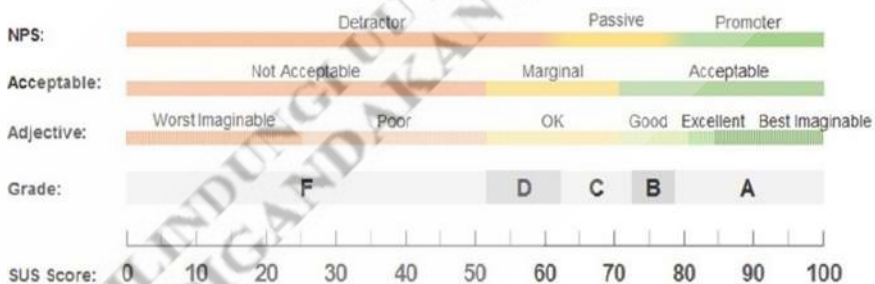 NPS: Detractor Passive Promoter
Acceptable: Not Acceptable Marginal Acceptable
Adjective: Worst Imaginable Poor OK Good Excellent Best Imaginable
Grade: F D C B A
SUS Score: 0 10 20 30 40 50 60 70 80 90 100